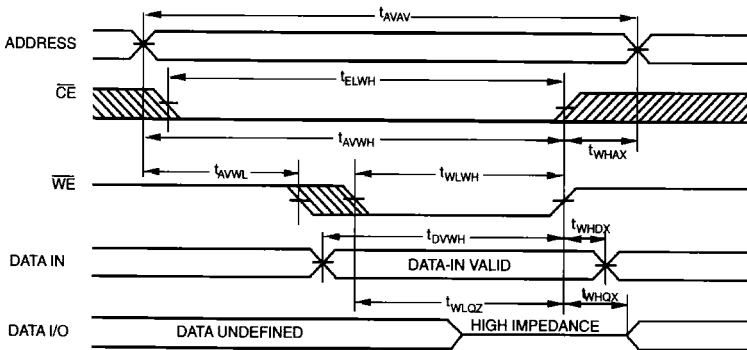 tAVAV
ADDRESS
tELWH
CE
tAVWH
tWHAX
tAVWL
tWLWH
WE
tDVWH
tWHDX
DATA IN
DATA-IN VALID
tWLQZ
tWHQX
DATA I/O
DATA UNDEFINED
HIGH IMPEDANCE